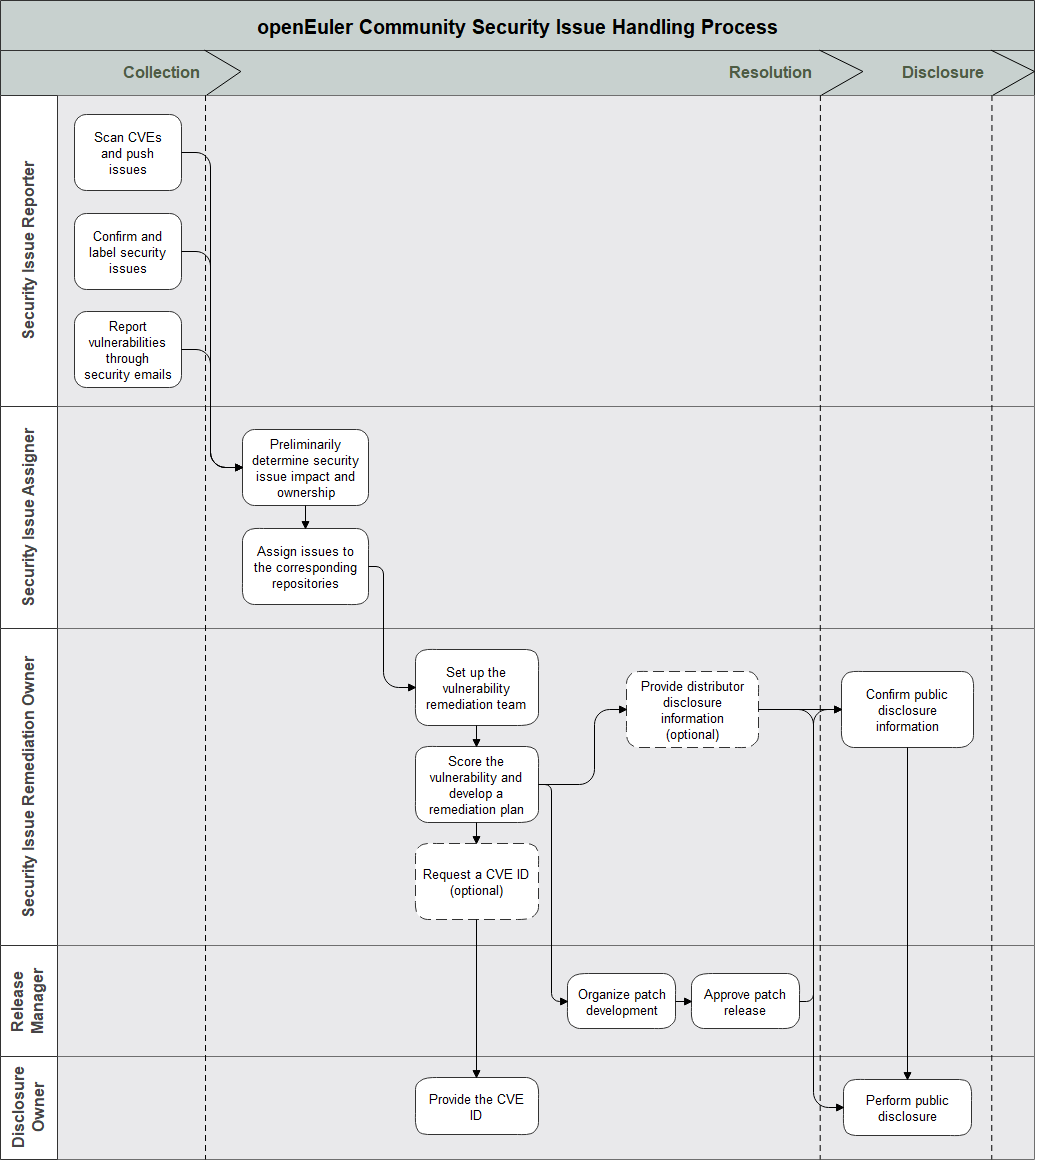 openEuler Community Security Issue Handling Process
Collection
Resolution
Disclosure
Security Issue Reporter
Scan CVEs
and push
issues
Confirm and
label security
issues
Report
vulnerabilities
through
security emails
Security Issue Assigner
Preliminarily
determine security
issue impact and
ownership
Assign issues to
the corresponding
repositories
Security Issue Remediation Owner
Set up the
vulnerability
remediation team
Score the
vulnerability and
develop a
remediation plan
Request a CVE ID
(optional)
Provide distributor
disclosure
information
(optional)
Confirm public
disclosure
information
Release
Manager
Organize patch
development
Approve patch
release
Disclosure
Owner
Provide the CVE
ID
Perform public
disclosure